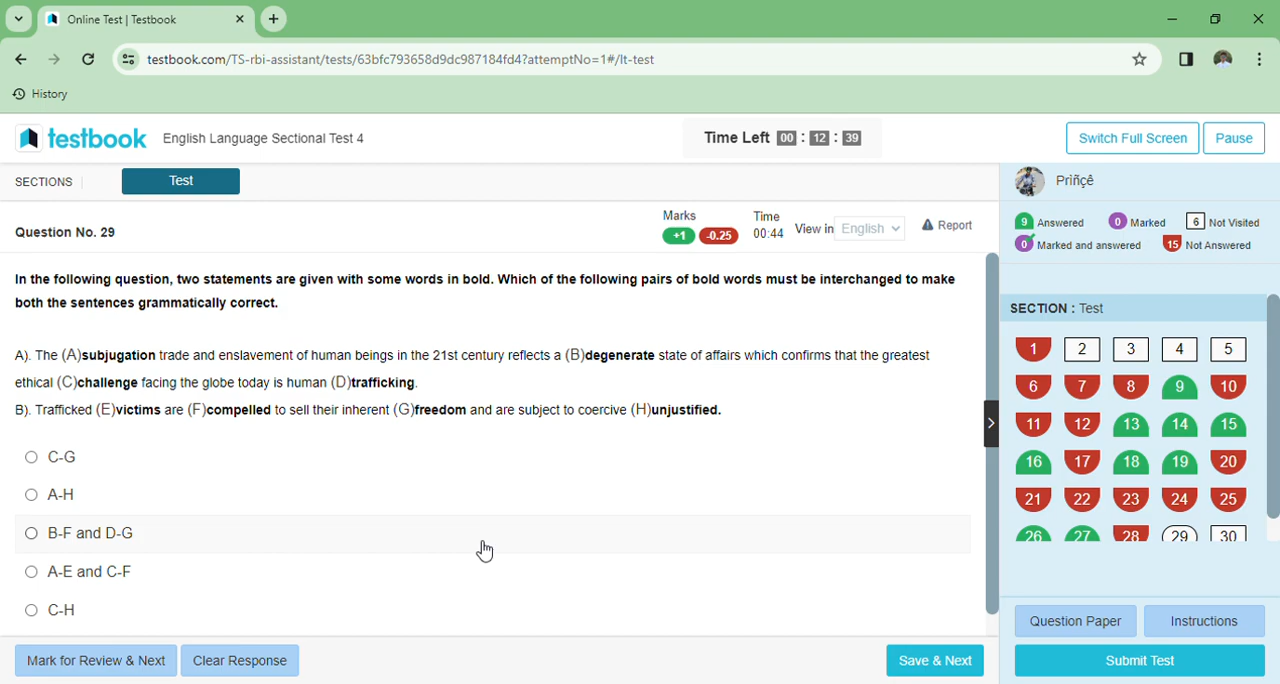 Online Test | Testbook
testbook.com/TS-rbi-assistant/tests/63bfc793658d9dc987184fd4?attemptNo=1#/lt-test
History
testbook English Language Sectional Test 4 Time Left 00 : 12 : 39 Switch Full Screen Pause
SECTIONS Test Priñçê
Question No. 29 Marks +1 -0.25 Time 00:44 View in English Report
9 Answered 0 Marked 6 Not Visited
0 Marked and answered 15 Not Answered
In the following question, two statements are given with some words in bold. Which of the following pairs of bold words must be interchanged to make
both the sentences grammatically correct.
A). The (A)subjugation trade and enslavement of human beings in the 21st century reflects a (B)degenerate state of affairs which confirms that the greatest
ethical (C)challenge facing the globe today is human (D)trafficking.
B). Trafficked (E)victims are (F)compelled to sell their inherent (G)freedom and are subject to coercive (H)unjustified.
C-G
A-H
B-F and D-G
A-E and C-F
C-H
SECTION : Test
1 2 3 4 5
6 7 8 9 10
11 12 13 14 15
16 17 18 19 20
21 22 23 24 25
26 27 28 29 30
Question Paper Instructions
Mark for Review & Next Clear Response Save & Next Submit Test